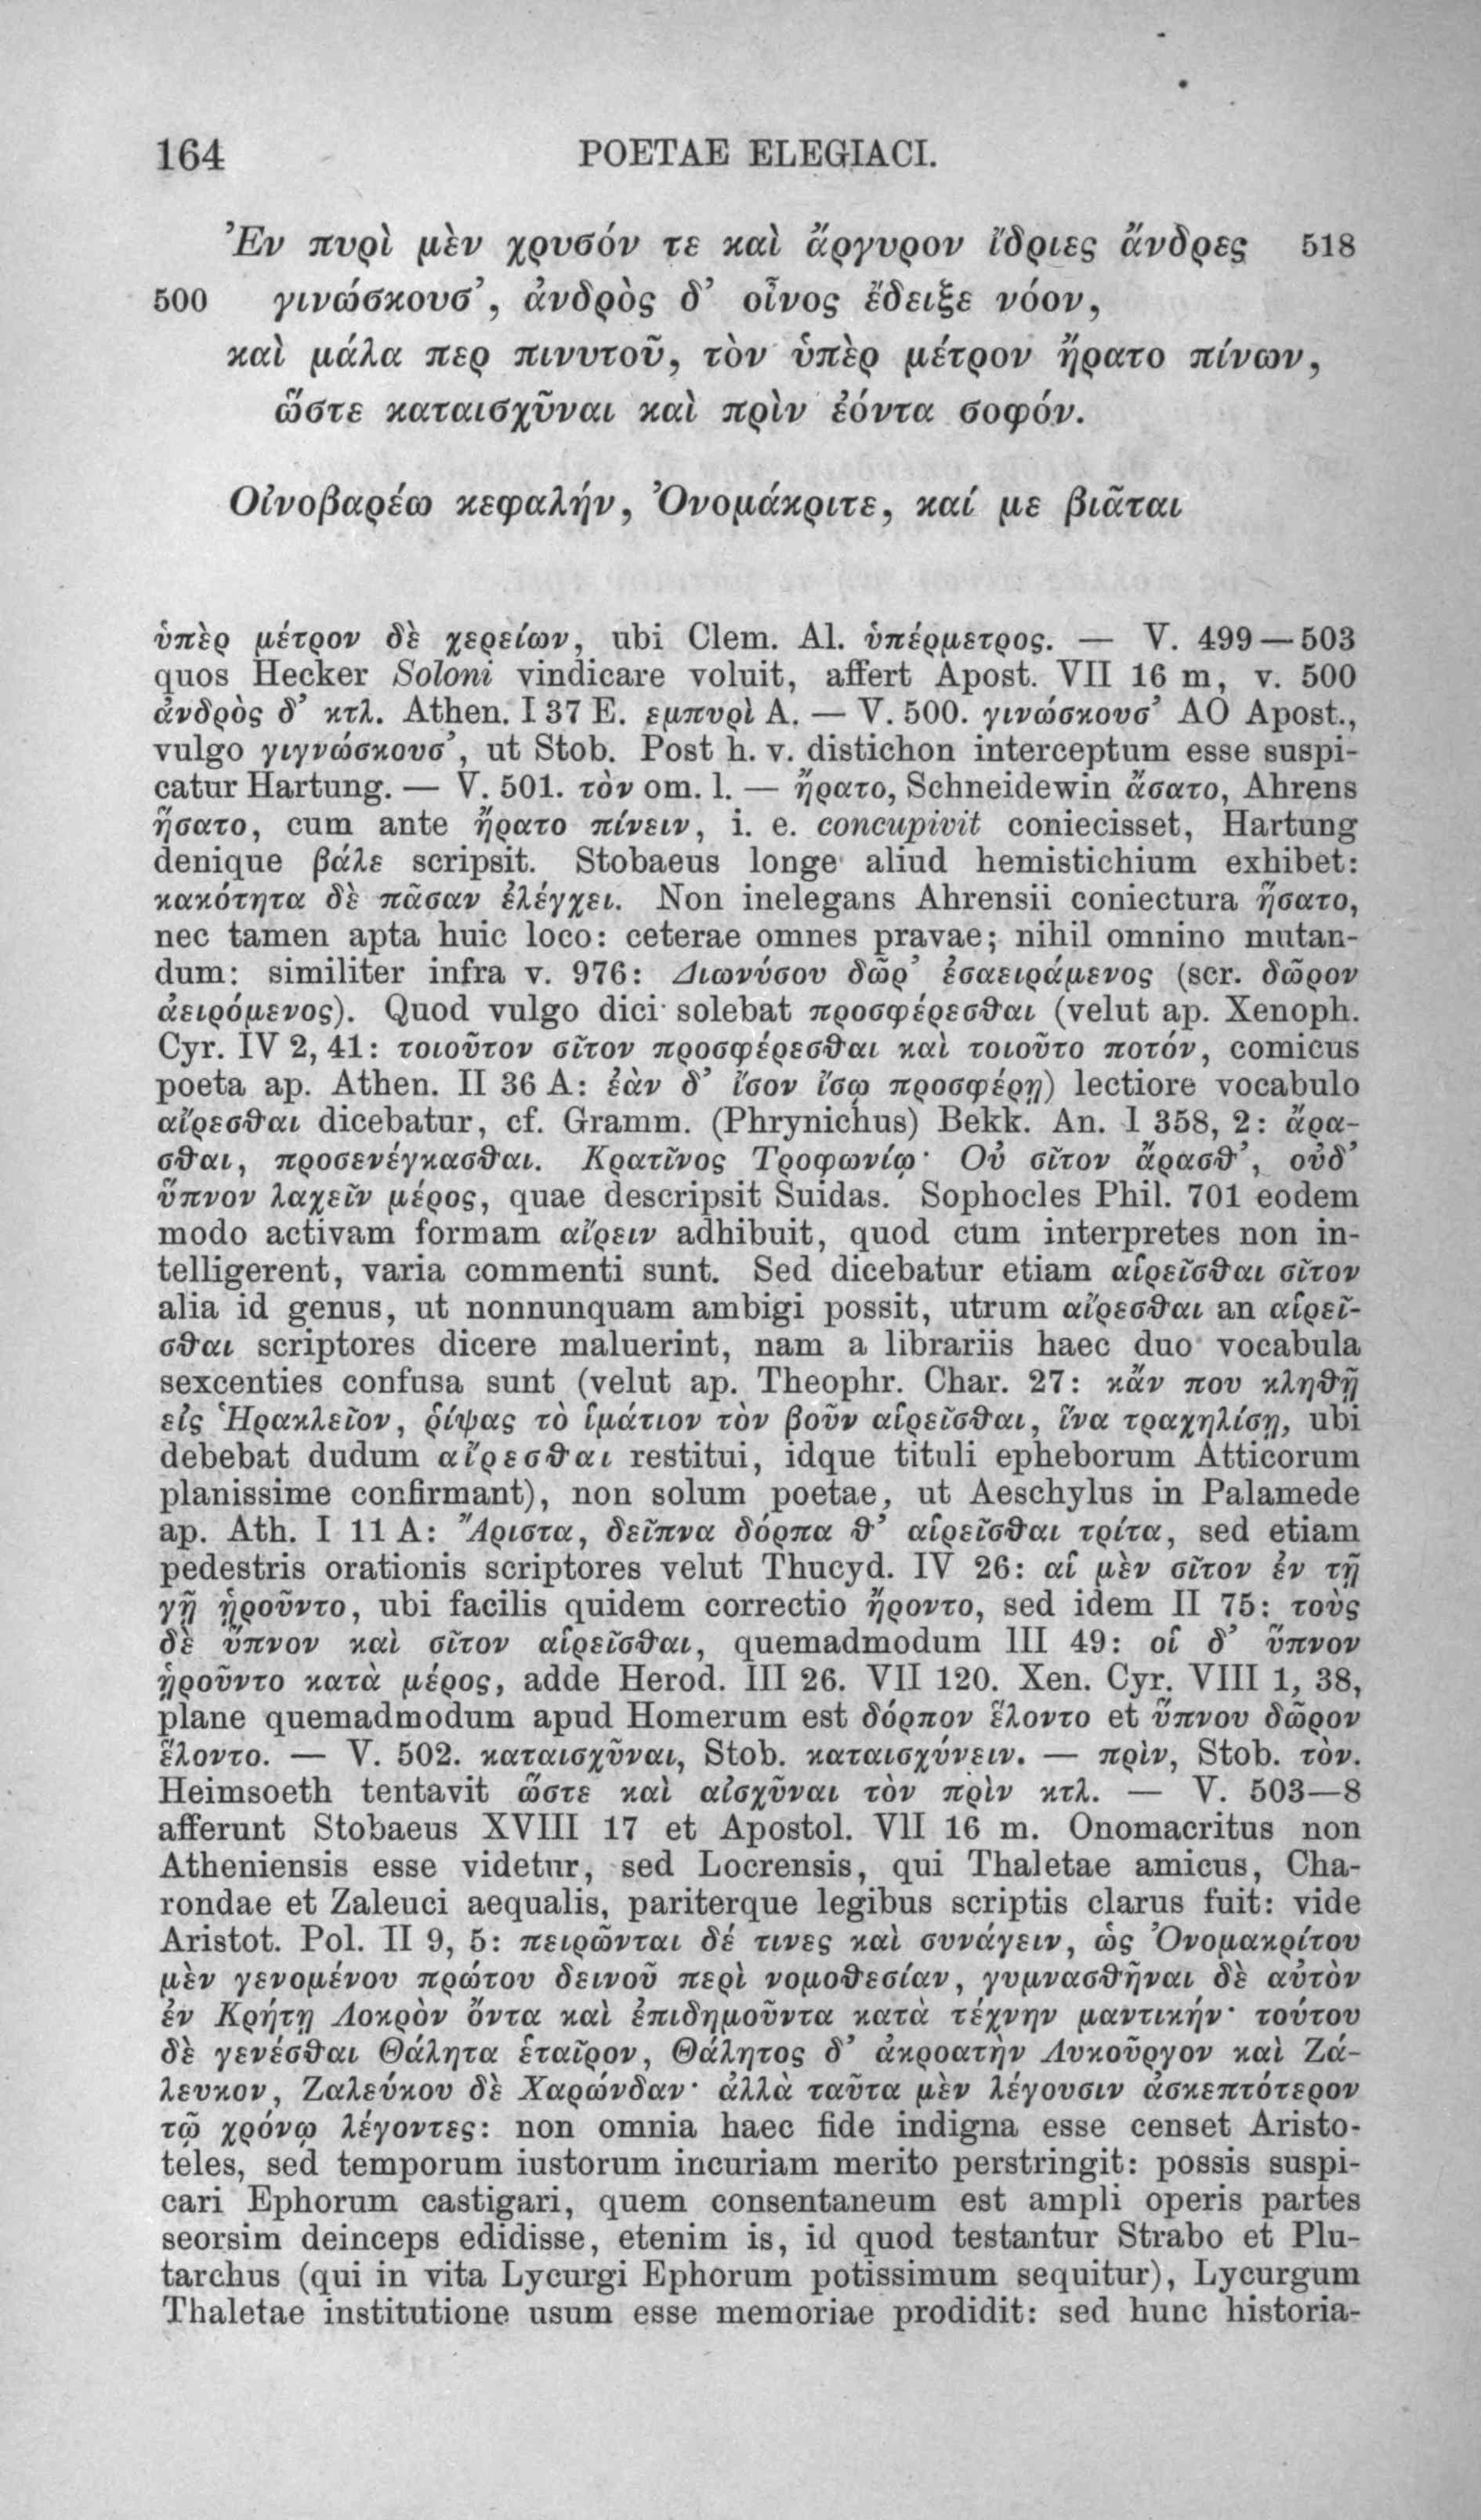 164 POETAE ELEGIACI.
Ἐν πυρὶ μὲν χρυσόν τε καὶ ἄργυρον ἴδριες ἄνδρες 518
500 γινώσκουσ’, ἀνδρὸς δ’ οἶνος ἔδειξε νόον,
καὶ μάλα περ πινυτοῦ, τὸν ὑπὲρ μέτρον ἤρατο πίνων,
ὥστε καταισχῦναι καὶ πρὶν ἐόντα σοφόν.
Οἰνοβαρέω κεφαλήν, Ὀνομάκριτε, καί με βιᾶται
ὑπὲρ μέτρον δὲ χερείων, ubi Clem. Al. ὑπέρμετρος. — V. 499—503
quos Hecker Soloni vindicare voluit, affert Apost. VII 16 m, v. 500
ἀνδρὸς δ’ κτλ. Athen. I 37 E. εμπυρὶ A. — V. 500. γινώσκουσ’ AO Apost.,
vulgo γιγνώσκουσ’, ut Stob. Post h. v. distichon interceptum esse suspi-
catur Hartung. — V. 501. τὸν om. l. — ἤρατο, Schneidewin ἄσατο, Ahrens
ᾕσατο, cum ante ἤρατο πίνειν, i. e. concupivit coniecisset, Hartung
denique βάλε scripsit. Stobaeus longe aliud hemistichium exhibet:
κακότητα δὲ πᾶσαν ἐλέγχει. Non inelegans Ahrensii coniectura ᾕσατο,
nec tamen apta huic loco: ceterae omnes pravae; nihil omnino mutan-
dum: similiter infra v. 976: Διωνύσου δῶρ’ ἐσαειράμενος (scr. δῶρον
ἀειρόμενος). Quod vulgo dici solebat προσφέρεσθαι (velut ap. Xenoph.
Cyr. IV 2, 41: τοιοῦτον σῖτον προσφέρεσθαι καὶ τοιοῦτο ποτόν, comicus
poeta ap. Athen. II 36 A: ἐὰν δ’ ἴσον ἴσῳ προσφέρῃ) lectiore vocabulo
αἴρεσθαι dicebatur, cf. Gramm. (Phrynichus) Bekk. An. I 358, 2: ἄρα-
σθαι, προσενέγκασθαι. Κρατῖνος Τροφωνίῳ· Οὐ σῖτον ἄρασθ’, οὐδ’
ὕπνου λαχεῖν μέρος, quae descripsit Suidas. Sophocles Phil. 701 eodem
modo activam formam αἴρειν adhibuit, quod cum interpretes non in-
telligerent, varia commenti sunt. Sed dicebatur etiam αἱρεῖσθαι σῖτον
alia id genus, ut nonnunquam ambigi possit, utrum αἴρεσθαι an αἱρεῖ-
σθαι scriptores dicere maluerint, nam a librariis haec duo vocabula
sexcenties confusa sunt (velut ap. Theophr. Char. 27: κἄν που κληθῇ
εἰς Ἡρακλεῖον, ῥίψας τὸ ἱμάτιον τὸν βοῦν αἱρεῖσθαι, ἵνα τραχηλίσῃ, ubi
debebat dudum αἴρεσθαι restitui, idque tituli epheborum Atticorum
planissime confirmant), non solum poetae, ut Aeschylus in Palamede
ap. Ath. I 11 A: Ἄριστα, δεῖπνα δόρπα θ’ αἱρεῖσθαι τρίτα, sed etiam
pedestris orationis scriptores velut Thucyd. IV 26: αἱ μὲν σῖτον ἐν τῇ
γῇ ᾑροῦντο, ubi facilis quidem correctio ᾔροντο, sed idem II 75: τοὺς
δὲ ὕπνον καὶ σῖτον αἱρεῖσθαι, quemadmodum III 49: οἱ δ’ ὕπνον
ᾑροῦντο κατὰ μέρος, adde Herod. III 26. VII 120. Xen. Cyr. VIII 1, 38,
plane quemadmodum apud Homerum est δόρπον ἕλοντο et ὕπνου δῶρον
ἕλοντο. — V. 502. καταισχῦναι, Stob. καταισχύνειν. — πρὶν, Stob. τὸν.
Heimsoeth tentavit ὥστε καὶ αἰσχῦναι τὸν πρὶν κτλ. — V. 503—8
afferunt Stobaeus XVIII 17 et Apostol. VII 16 m. Onomacritus non
Atheniensis esse videtur, sed Locrensis, qui Thaletae amicus, Cha-
rondae et Zaleuci aequalis, pariterque legibus scriptis clarus fuit: vide
Aristot. Pol. II 9, 5: πειρῶνται δέ τινες καὶ συνάγειν, ὡς Ὀνομακρίτου
μὲν γενομένου πρώτου δεινοῦ περὶ νομοθεσίαν, γυμνασθῆναι δὲ αὐτὸν
ἐν Κρήτῃ Λοκρὸν ὄντα καὶ ἐπιδημοῦντα κατὰ τέχνην μαντικήν· τούτου
δὲ γενέσθαι Θάλητα ἑταῖρον, Θάλητος δ’ ἀκροατὴν Λυκοῦργον καὶ Ζά-
λευκον, Ζαλεύκου δὲ Χαρώνδαν· ἀλλὰ ταῦτα μὲν λέγουσιν ἀσκεπτότερον
τῷ χρόνῳ λέγοντες: non omnia haec fide indigna esse censet Aristo-
teles, sed temporum iustorum incuriam merito perstringit: possis suspi-
cari Ephorum castigari, quem consentaneum est ampli operis partes
seorsim deinceps edidisse, etenim is, id quod testantur Strabo et Plu-
tarchus (qui in vita Lycurgi Ephorum potissimum sequitur), Lycurgum
Thaletae institutione usum esse memoriae prodidit: sed hunc historia-